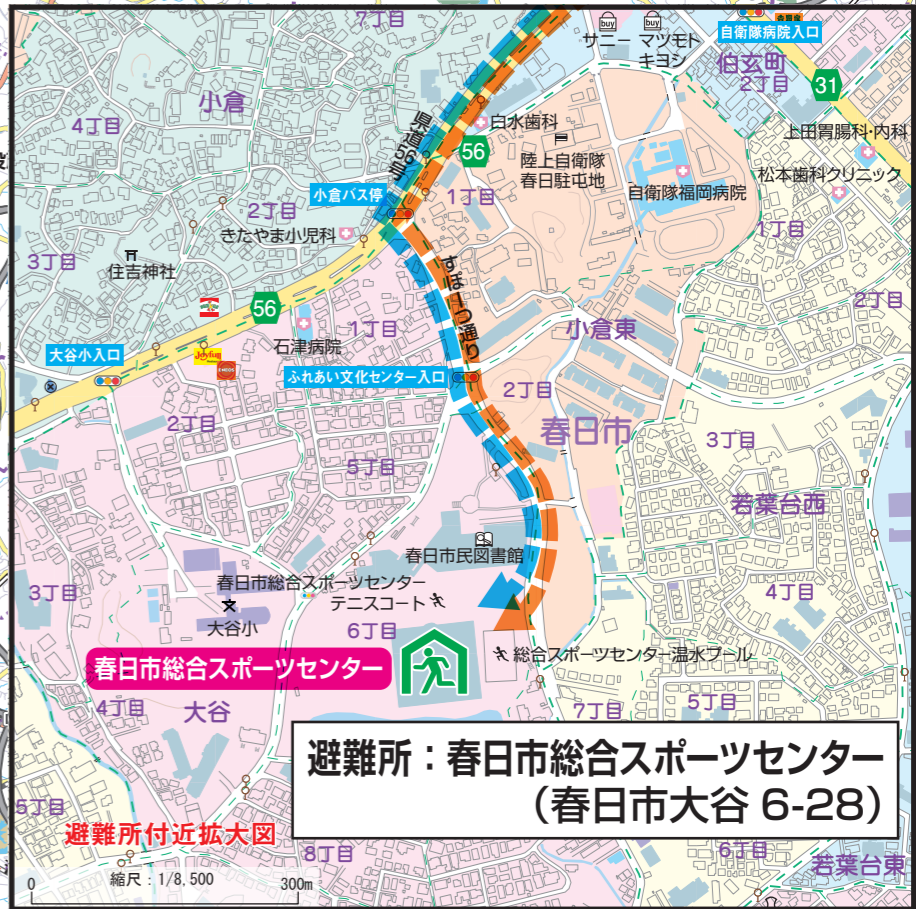 7丁目
buy
サニー
buy
マツモト
キヨシ
自衛隊病院入口
吉野家
伯玄町
2丁目
31
小倉
4丁目
県道56号
白水歯科
56
陸上自衛隊
春日駐屯地
自衛隊福岡病院
上田胃腸科・内科
松本歯科クリニック
1丁目
小倉バス停
2丁目
きたやま小児科
1丁目
3丁目
住吉神社
56
すぽーつ通り
2丁目
大谷小入口
Joyfull
石津病院
1丁目
小倉東
ふれあい文化センター入口
2丁目
春日市
2丁目
5丁目
3丁目
若葉台西
春日市民図書館
3丁目
春日市総合スポーツセンター
テニスコート
4丁目
大谷小
6丁目
総合スポーツセンター温水プール
春日市総合スポーツセンター
4丁目
大谷
7丁目
5丁目
避難所:春日市総合スポーツセンター
(春日市大谷 6-28)
5丁目
避難所付近拡大図
8丁目
6丁目
若葉台東
縮尺:1/8,500
0
300m